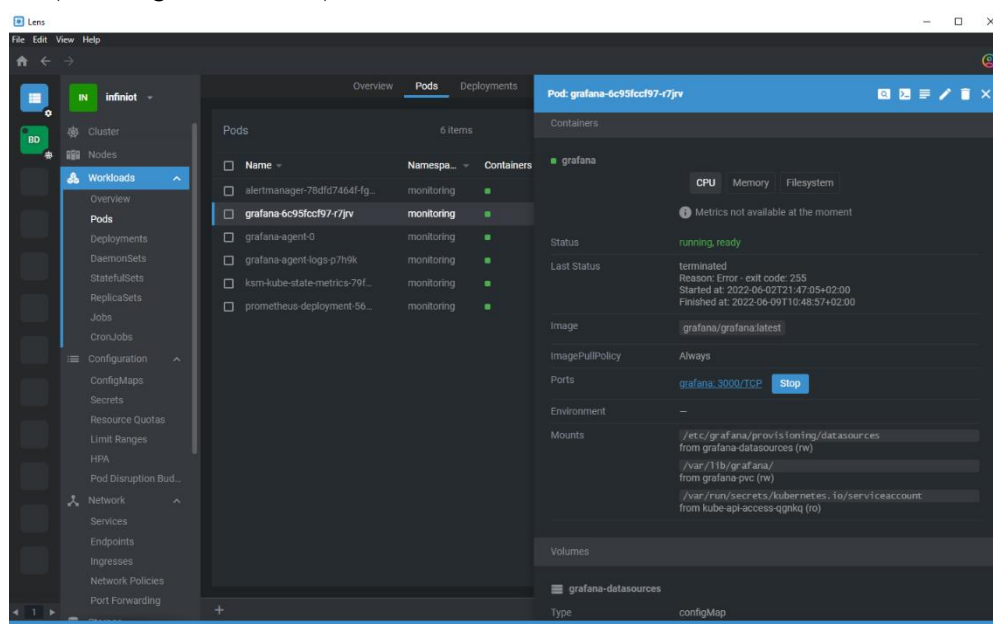 Lens
File Edit View Help
IN infiniot
BD
Cluster
Nodes
Workloads
Overview
Pods
Deployments
DaemonSets
StatefulSets
ReplicaSets
Jobs
CronJobs
Configuration
ConfigMaps
Secrets
Resource Quotas
Limit Ranges
HPA
Pod Disruption Bud...
Network
Services
Endpoints
Ingresses
Network Policies
Port Forwarding
1
Overview Pods Deployments
Pods 6 items
Name Namespa... Containers
alertmanager-78dfd7464f-fg... monitoring
grafana-6c95fccf97-r7jrv monitoring
grafana-agent-0 monitoring
grafana-agent-logs-p7h9k monitoring
ksm-kube-state-metrics-79f... monitoring
prometheus-deployment-56... monitoring
+
Pod: grafana-6c95fccf97-r7jrv
Containers
grafana
CPU Memory Filesystem
Metrics not available at the moment
Status running, ready
Last Status terminated
Reason: Error - exit code: 255
Started at: 2022-06-02T21:47:05+02:00
Finished at: 2022-06-09T10:48:57+02:00
Image grafana/grafana:latest
ImagePullPolicy Always
Ports grafana: 3000/TCP Stop
Environment —
Mounts /etc/grafana/provisioning/datasources
from grafana-datasources (rw)
/var/lib/grafana/
from grafana-pvc (rw)
/var/run/secrets/kubernetes.io/serviceaccount
from kube-api-access-qgnkq (ro)
Volumes
grafana-datasources
Type configMap